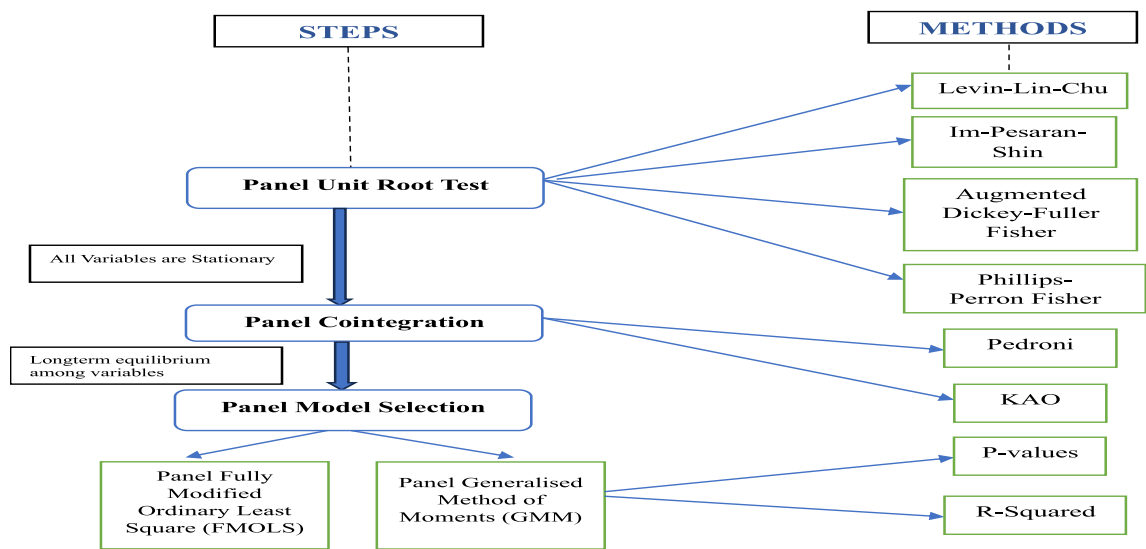 STEPS
METHODS
Levin-Lin-Chu
Im-Pesaran-
Shin
Panel Unit Root Test
Augmented
Dickey-Fuller
Fisher
All Variables are Stationary
Phillips-
Perron Fisher
Panel Cointegration
Pedroni
Longterm equilibrium
among variables
KAO
Panel Model Selection
P-values
Panel Fully
Modified
Ordinary Least
Square (FMOLS)
Panel Generalised
Method of
Moments (GMM)
R-Squared